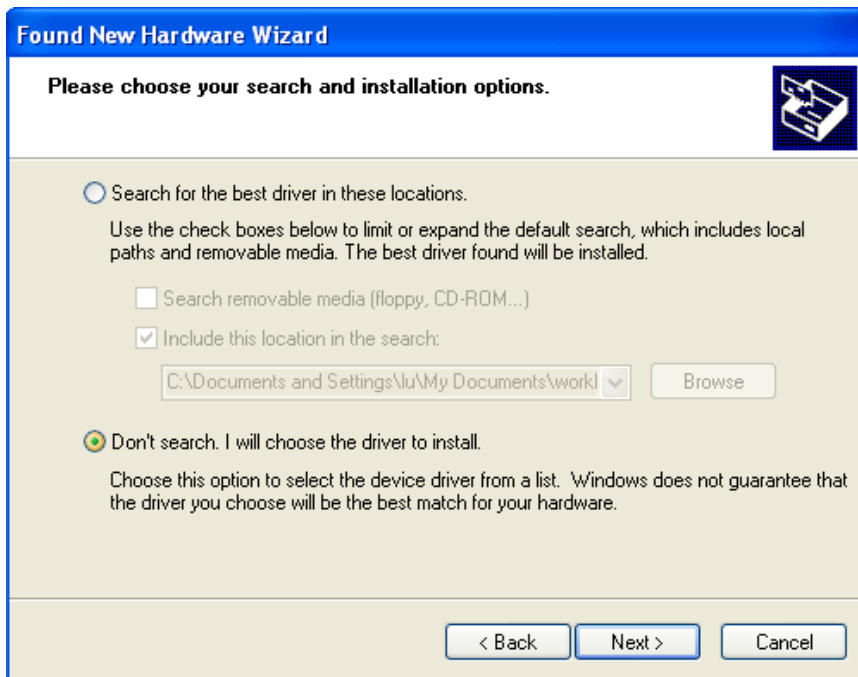 Found New Hardware Wizard
Please choose your search and installation options.
Search for the best driver in these locations.
Use the check boxes below to limit or expand the default search, which includes local
paths and removable media. The best driver found will be installed.
Search removable media (floppy, CD-ROM...)
Include this location in the search:
C:\Documents and Settings\lu\My Documents\workl
Browse
Don't search. I will choose the driver to install.
Choose this option to select the device driver from a list. Windows does not guarantee that
the driver you choose will be the best match for your hardware.
< Back
Next >
Cancel